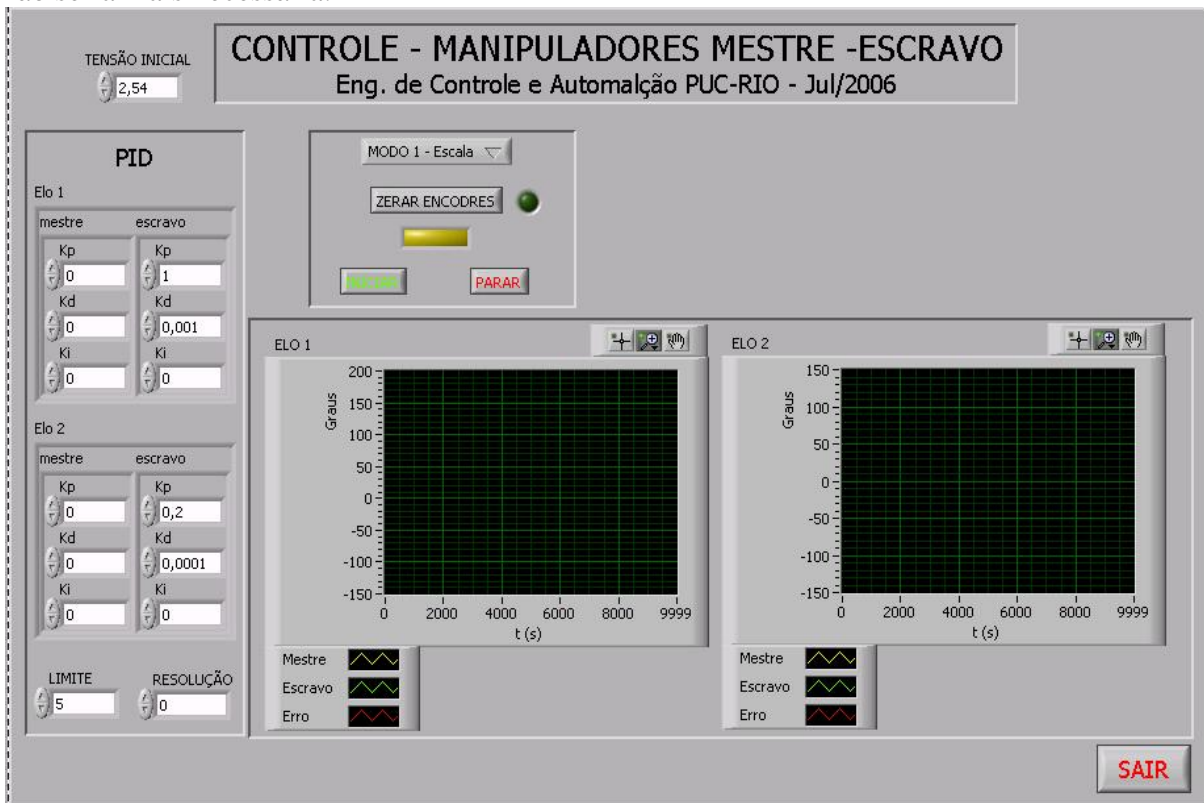 CONTROLE - MANIPULADORES MESTRE -ESCRAVO
Eng. de Controle e Automalção PUC-RIO - Jul/2006
TENSÃO INICIAL
2,54
PID
Elo 1
mestre escravo
Kp Kp
0 1
Kd Kd
0 0,001
Ki Ki
0 0
Elo 2
mestre escravo
Kp Kp
0 0,2
Kd Kd
0 0,0001
Ki Ki
0 0
LIMITE RESOLUÇÃO
5 0
MODO 1 - Escala
ZERAR ENCODRES
PARAR
ELO 1
Graus
200
150
100
50
0
-50
-100
-150
0 2000 4000 6000 8000 9999
t (s)
Mestre
Escravo
Erro
ELO 2
Graus
150
100
50
0
-50
-100
-150
0 2000 4000 6000 8000 9999
t (s)
Mestre
Escravo
Erro
SAIR